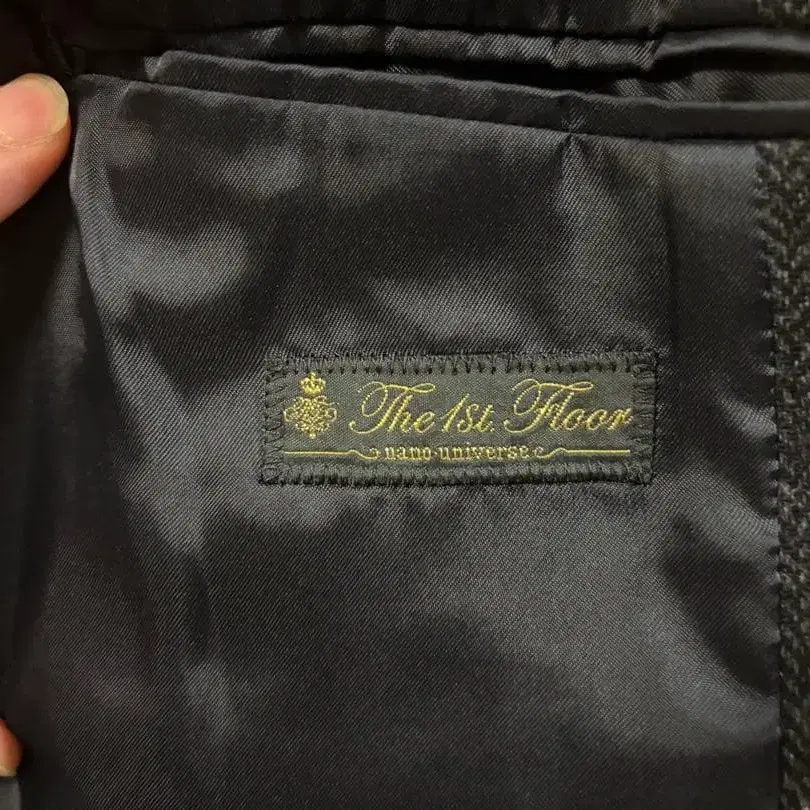 The 1st. Floor
nano·universe